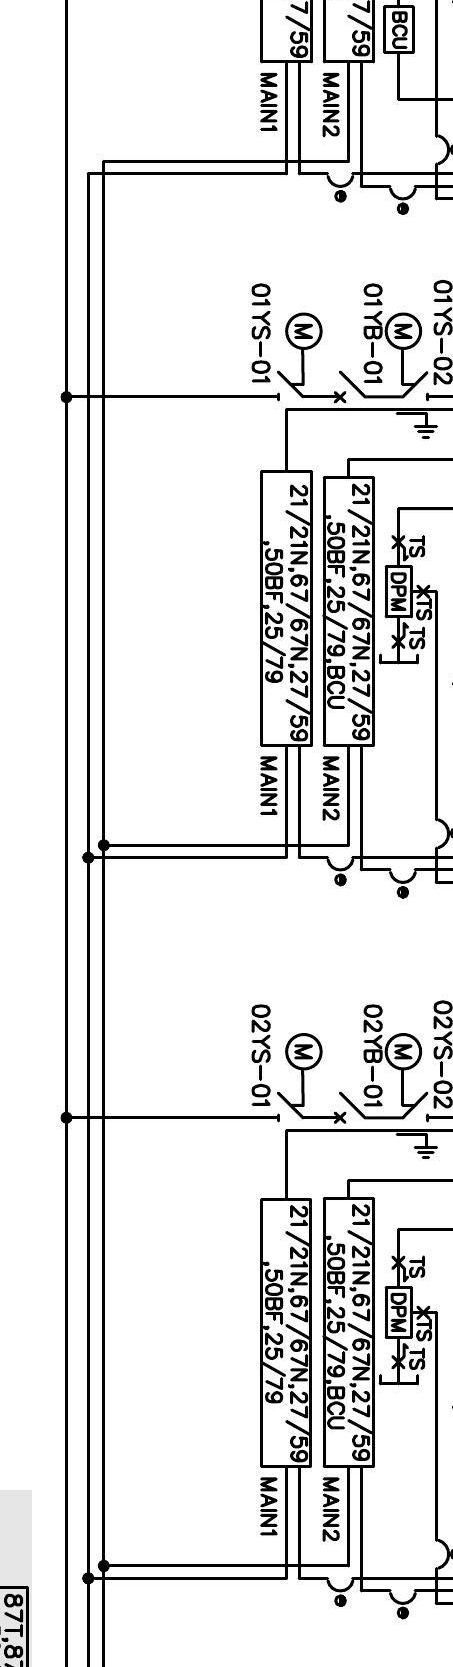 7/59
MAIN1
7/59
MAIN2
BCU
01YS-01
M
01YB-01
M
01YS-02
21/21N,67/67N,27/59
,50BF,25/79
MAIN1
21/21N,67/67N,27/59
,50BF,25/79,BCU
MAIN2
TS
DPM
TS
TS
02YS-01
M
02YB-01
M
02YS-02
21/21N,67/67N,27/59
,50BF,25/79
MAIN1
21/21N,67/67N,27/59
,50BF,25/79,BCU
MAIN2
TS
DPM
TS
TS
87T,87